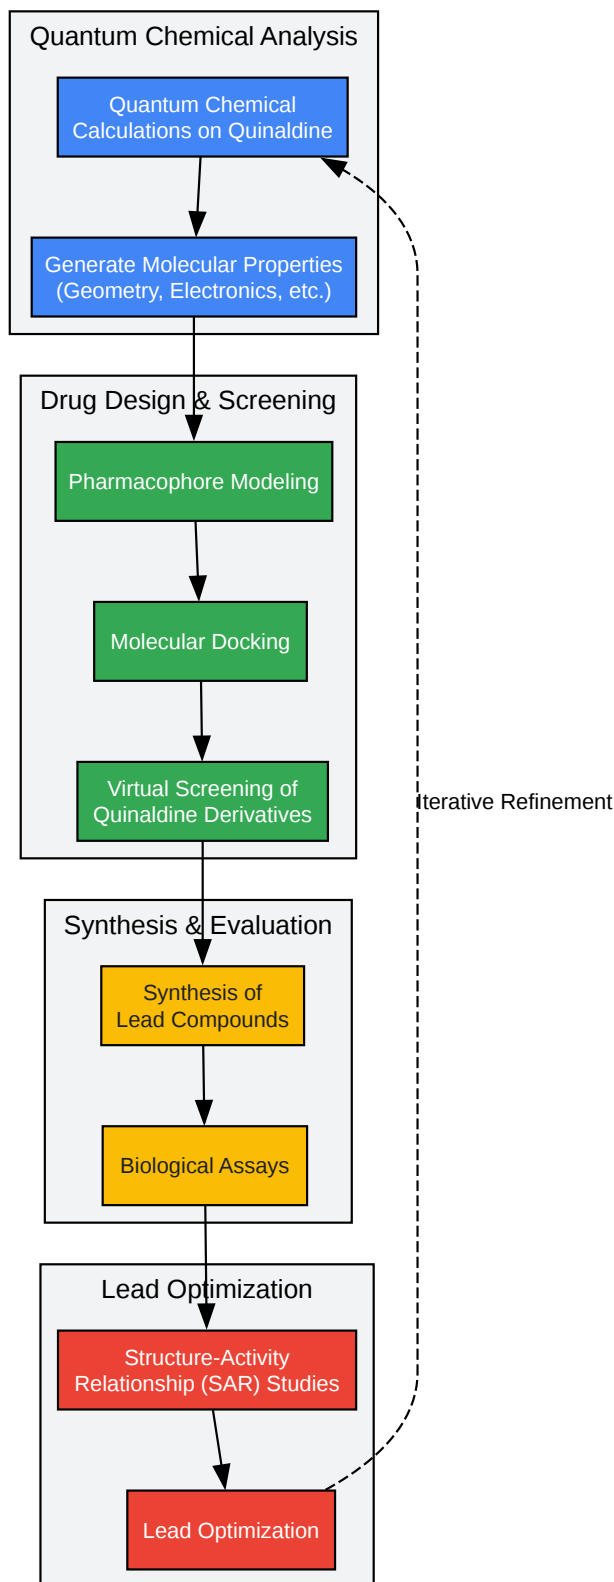 Quantum Chemical Analysis
Quantum Chemical
Calculations on Quinaldine
Generate Molecular Properties
(Geometry, Electronics, etc.)
Drug Design & Screening
Pharmacophore Modeling
Molecular Docking
Virtual Screening of
Quinaldine Derivatives
Iterative Refinement
Synthesis & Evaluation
Synthesis of
Lead Compounds
Biological Assays
Lead Optimization
Structure-Activity
Relationship (SAR) Studies
Lead Optimization